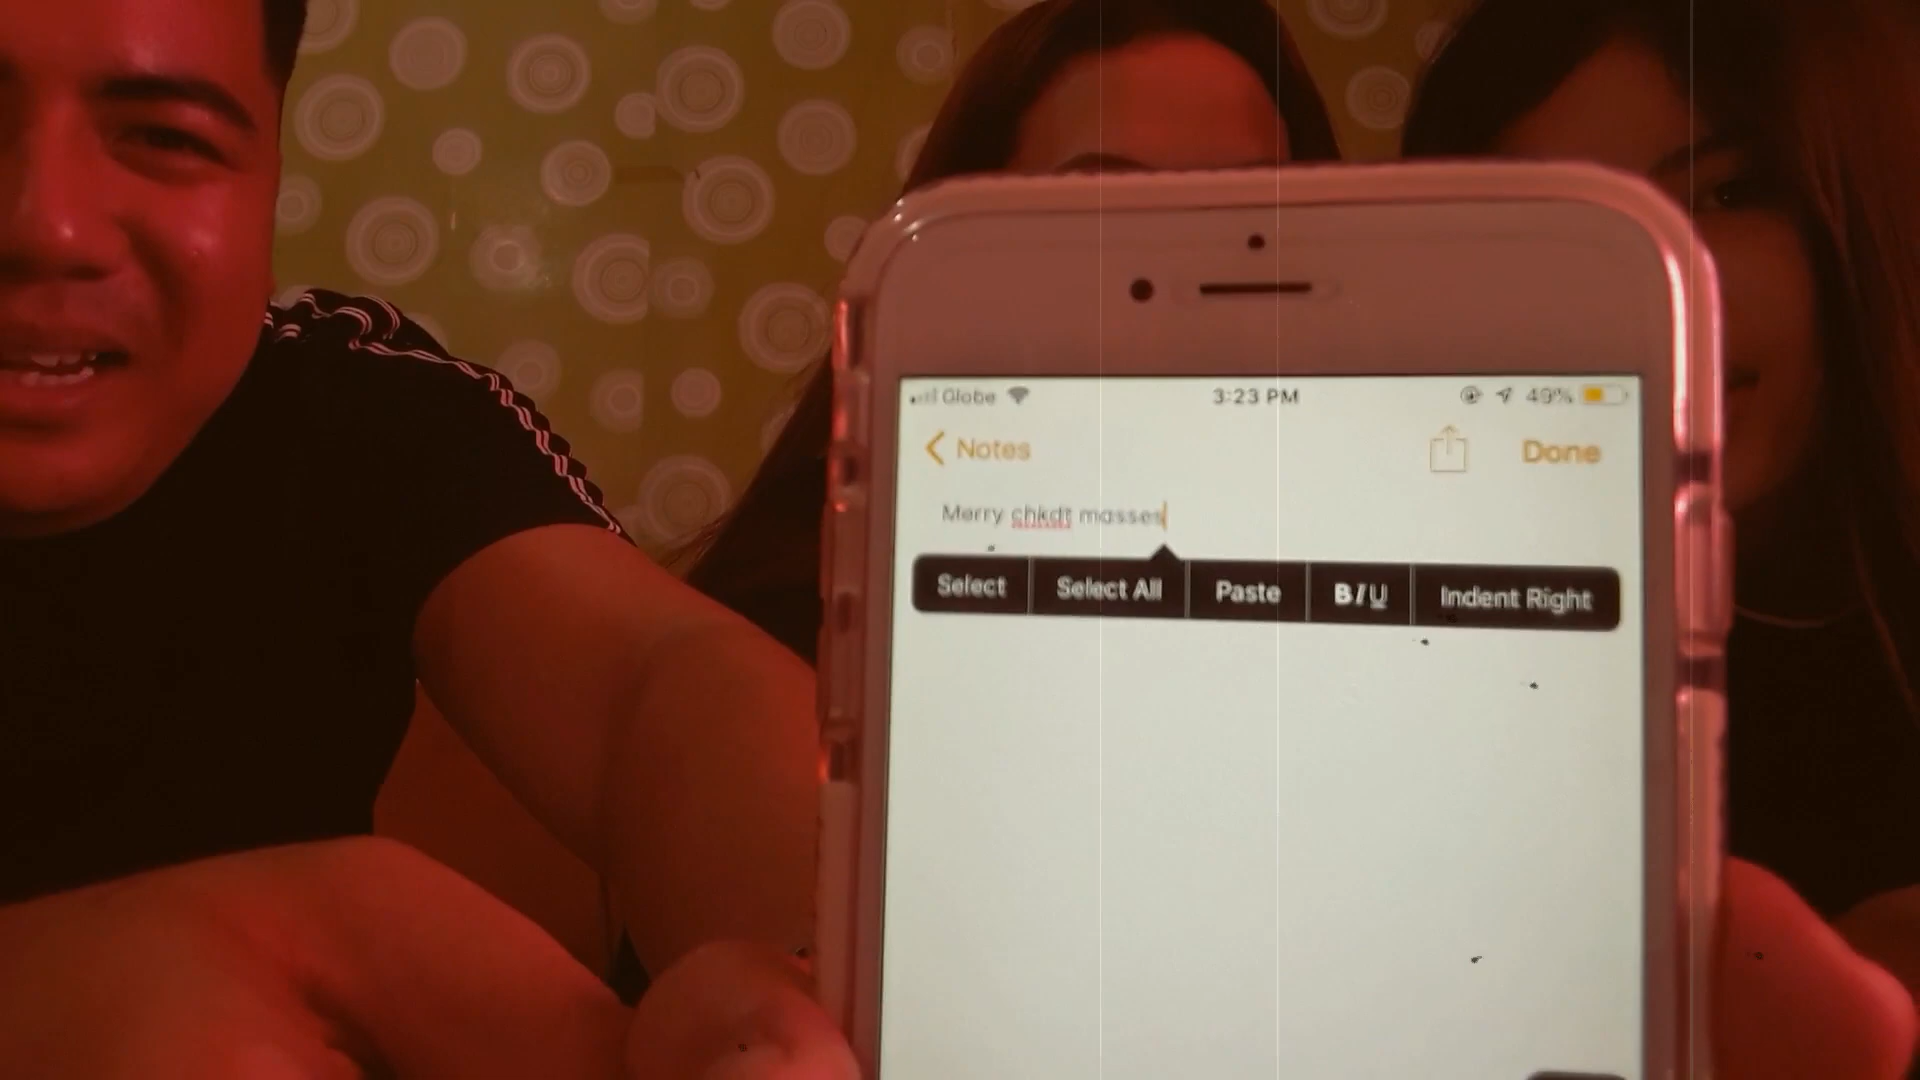 Globe 3:23 PM 49%
Notes Done
Merry chkdt masses
Select Select All Paste B I U Indent Right